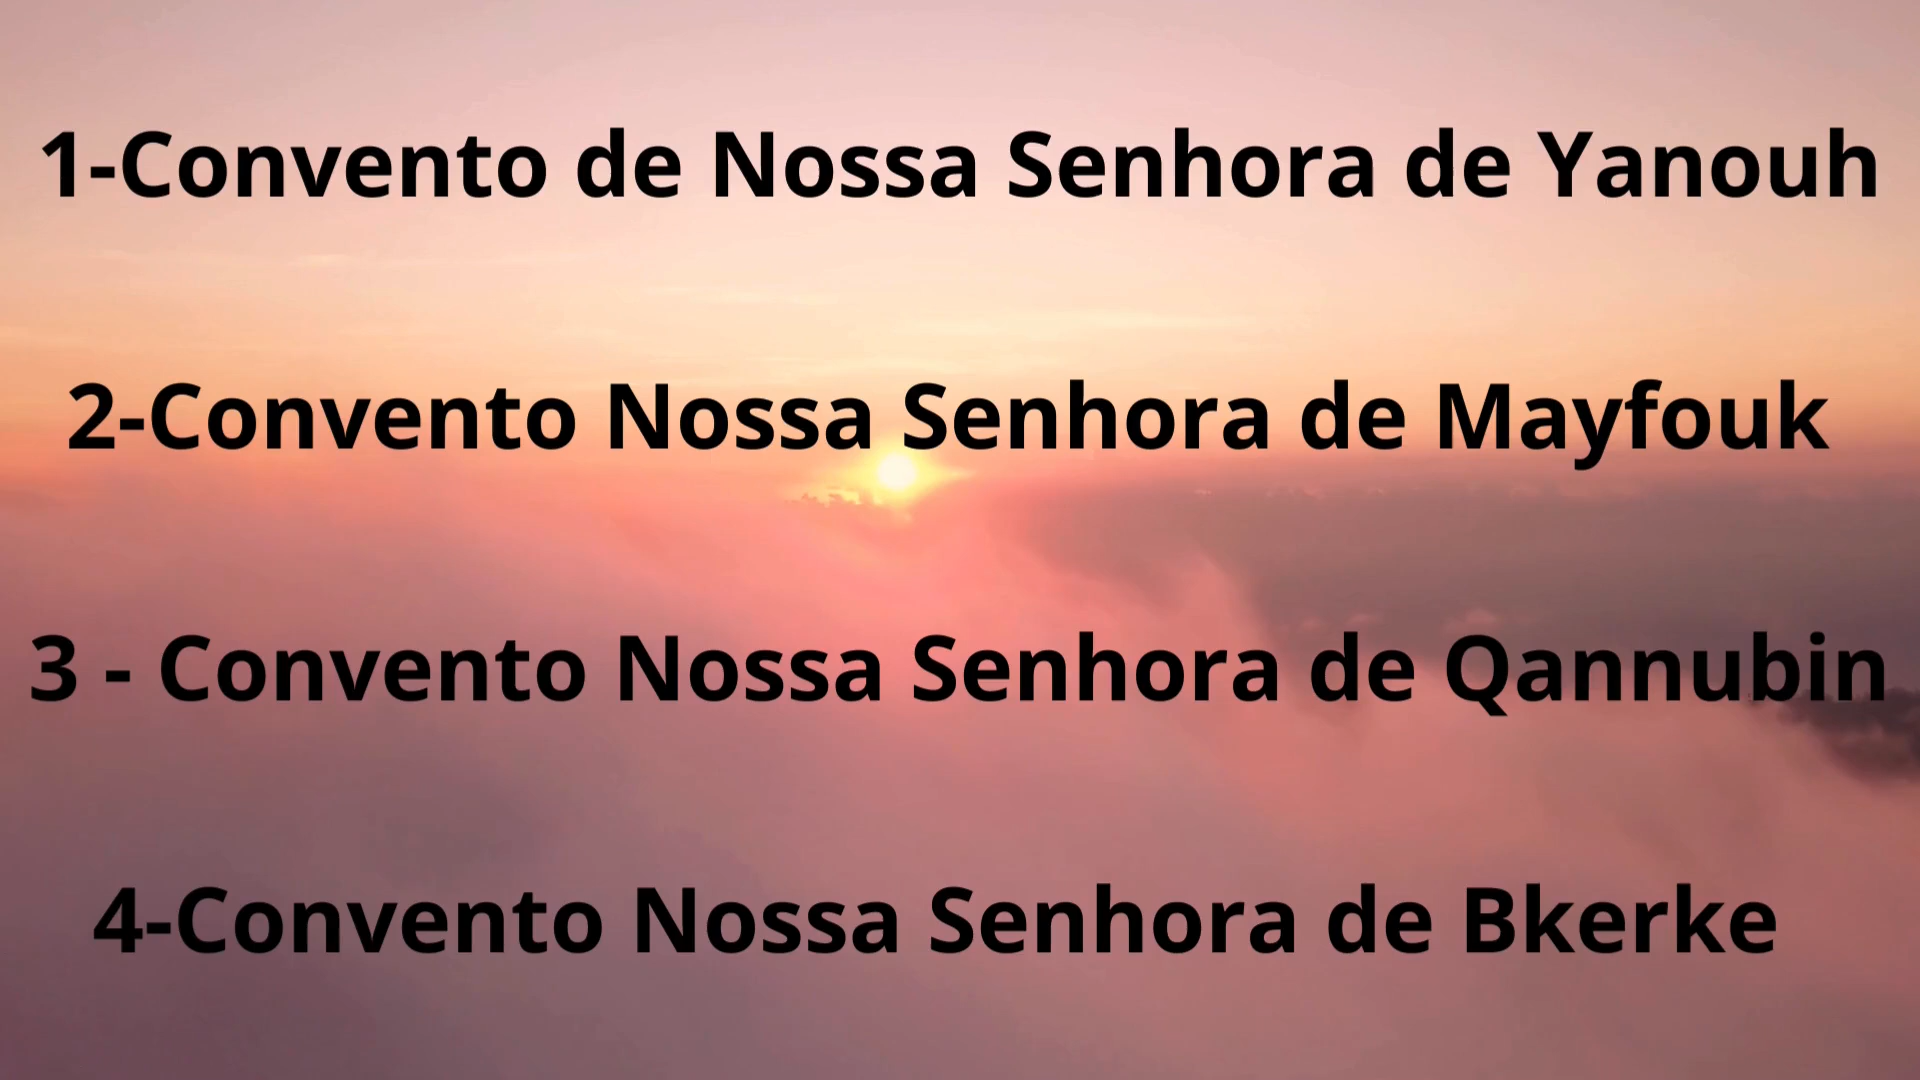 1-Convento de Nossa Senhora de Yanouh
2-Convento Nossa Senhora de Mayfouk
3 - Convento Nossa Senhora de Qannubin
4-Convento Nossa Senhora de Bkerke